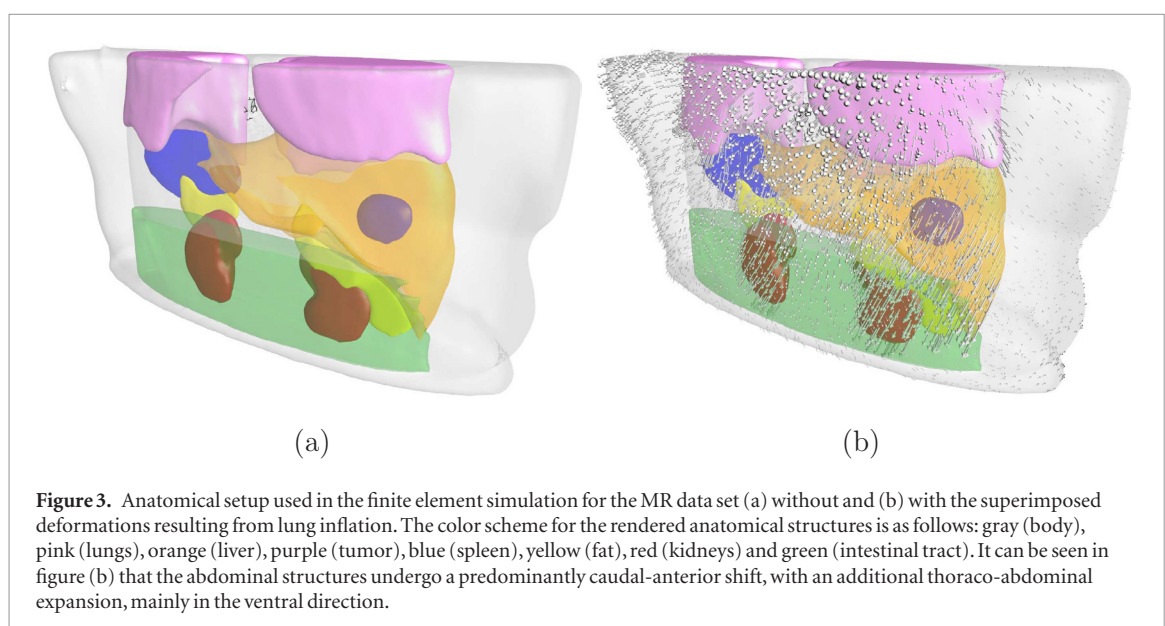 (a)
(b)
Figure 3. Anatomical setup used in the finite element simulation for the MR data set (a) without and (b) with the superimposed
deformations resulting from lung inflation. The color scheme for the rendered anatomical structures is as follows: gray (body),
pink (lungs), orange (liver), purple (tumor), blue (spleen), yellow (fat), red (kidneys) and green (intestinal tract). It can be seen in
figure (b) that the abdominal structures undergo a predominantly caudal-anterior shift, with an additional thoraco-abdominal
expansion, mainly in the ventral direction.